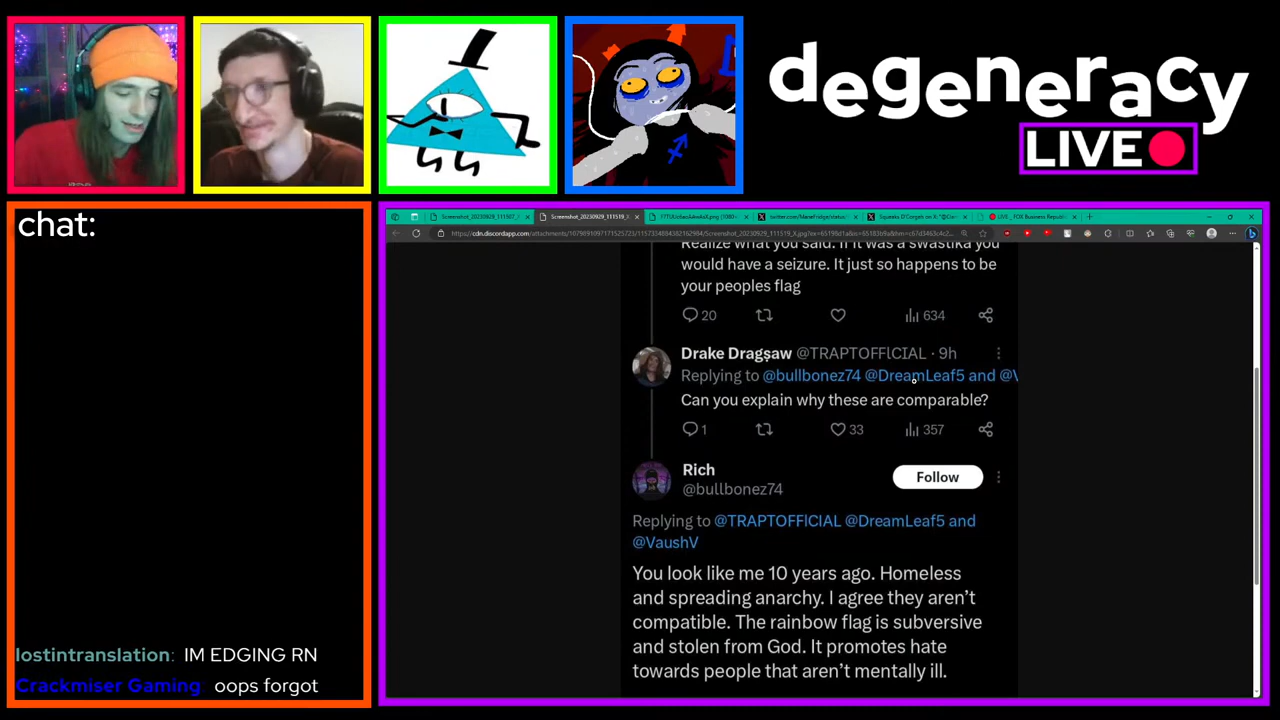 degeneracy
LIVE
chat:
Screenshot_20230929_111519_X
LIVE
Realize what you said. If it was a swastika you
would have a seizure. It just so happens to be
your peoples flag
20 634
Drake Dragsaw @TRAPTOFFlCIAL · 9h
Replying to @bullbonez74 @DreamLeaf5 and @V
Can you explain why these are comparable?
1 33 357
Rich
@bullbonez74
Follow
Replying to @TRAPTOFFlCIAL @DreamLeaf5 and
@VaushV
You look like me 10 years ago. Homeless
and spreading anarchy. I agree they aren’t
compatible. The rainbow flag is subversive
and stolen from God. It promotes hate
towards people that aren’t mentally ill.
lostintranslation: IM EDGING RN
Crackmiser Gaming: oops forgot